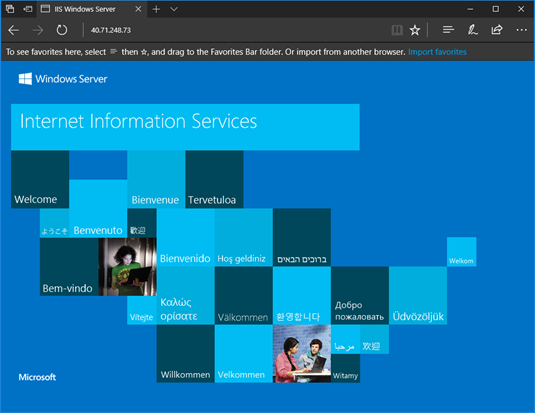 IIS Windows Server
40.71.248.73
To see favorites here, select then ☆, and drag to the Favorites Bar folder. Or import from another browser. Import favorites
Windows Server
Internet Information Services
Welcome
Bienvenue
Tervetuloa
ようこそ
Benvenuto
歡迎
Bienvenido
Hoş geldiniz
ברוכים הבאים
Welkom
Bem-vindo
Vítejte
Καλώς
ορίσατε
Välkommen
환영합니다
Добро
пожаловать
Üdvözöljük
مرحبا
欢迎
Willkommen
Velkommen
Witamy
Microsoft